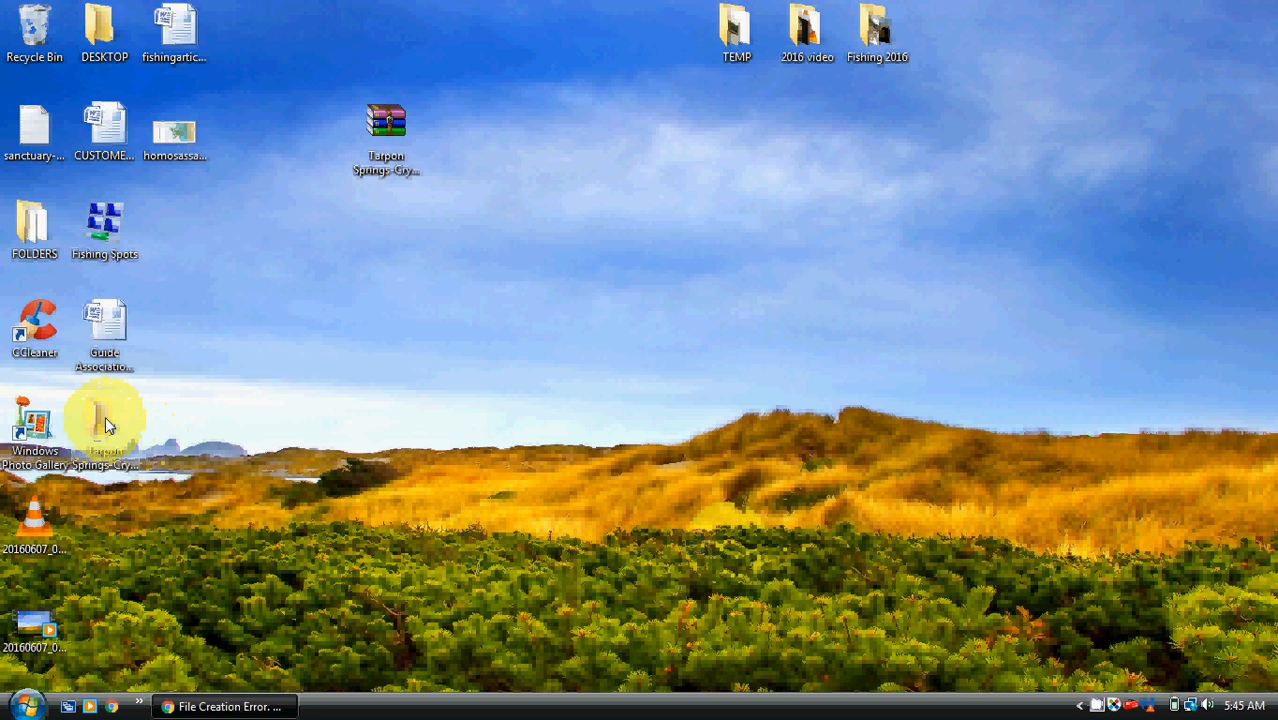 Recycle Bin
DESKTOP
fishingartic...
TEMP
2016 video
Fishing 2016
sanctuary-...
CUSTOME...
homosassa...
Tarpon
Springs-Cry...
FOLDERS
Fishing Spots
CCleaner
Guide
Associatio...
Windows
Photo Gallery
Tarpon
Springs-Cry...
20160607_0...
20160607_0...
File Creation Error. ...
5:45 AM